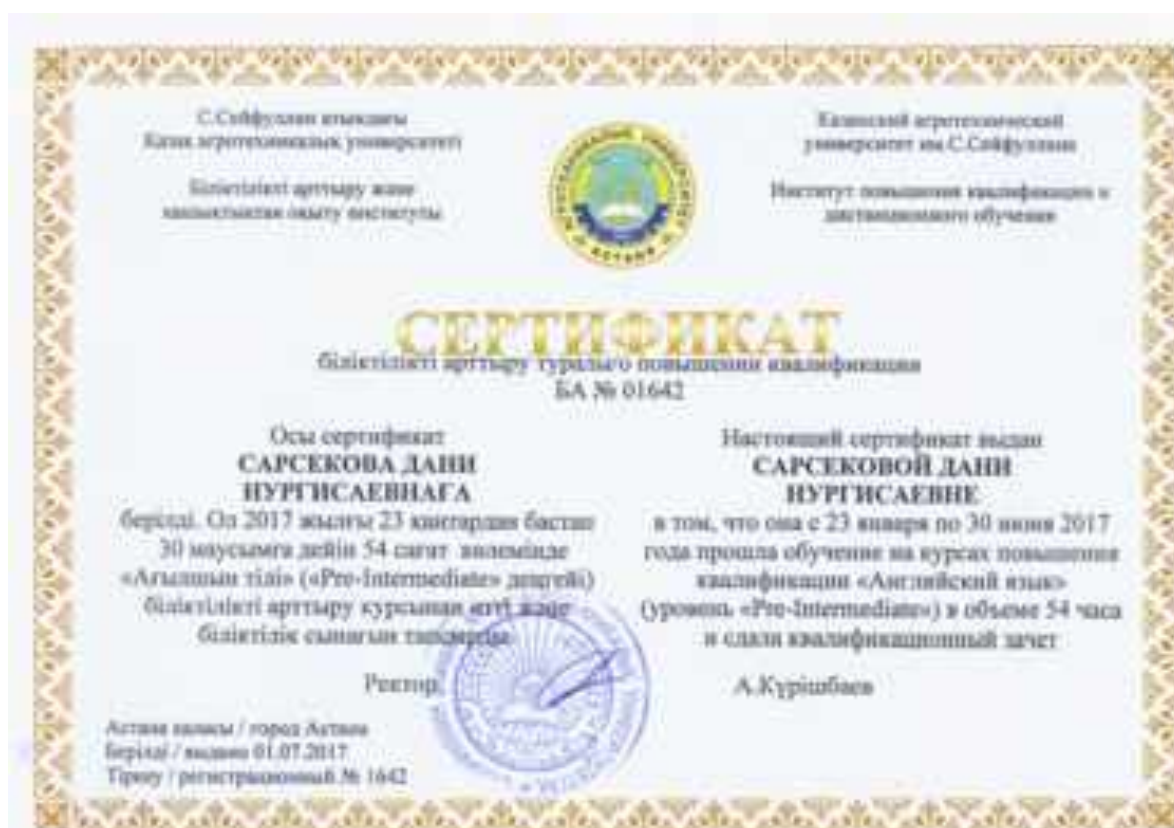 С.Сейфуллин атындағы
Қазақ агротехникалық университеті
Біліктілікті арттыру және
қашықтықтан оқыту институты
Казахский агротехнический
университет им.С.Сейфуллина
Институт повышения квалификации и
дистанционного обучения
АСТАНА
СЕРТИФИКАТ
біліктілікті арттыру туралы/о повышении квалификации
БА № 01642
Осы сертификат
САРСЕКОВА ДАНИ
НУРГИСАЕВНАГА
берілді. Ол 2017 жылғы 23 қаңтардан бастап
30 маусымға дейін 54 сағат көлемінде
«Ағылшын тілі» («Pre-Intermediate» деңгейі)
біліктілікті арттыру курсынан өтті және
біліктілік сынағын тапсырды
Настоящий сертификат выдан
САРСЕКОВОЙ ДАНИ
НУРГИСАЕВНЕ
в том, что она с 23 января по 30 июня 2017
года прошла обучение на курсах повышения
квалификации «Английский язык»
(уровень «Pre-Intermediate») в объеме 54 часа
и сдала квалификационный зачет
Ректор А.Күрішбаев
Астана қаласы / город Астана
Берілді / выдано 01.07.2017
Тіркеу / регистрационный № 1642